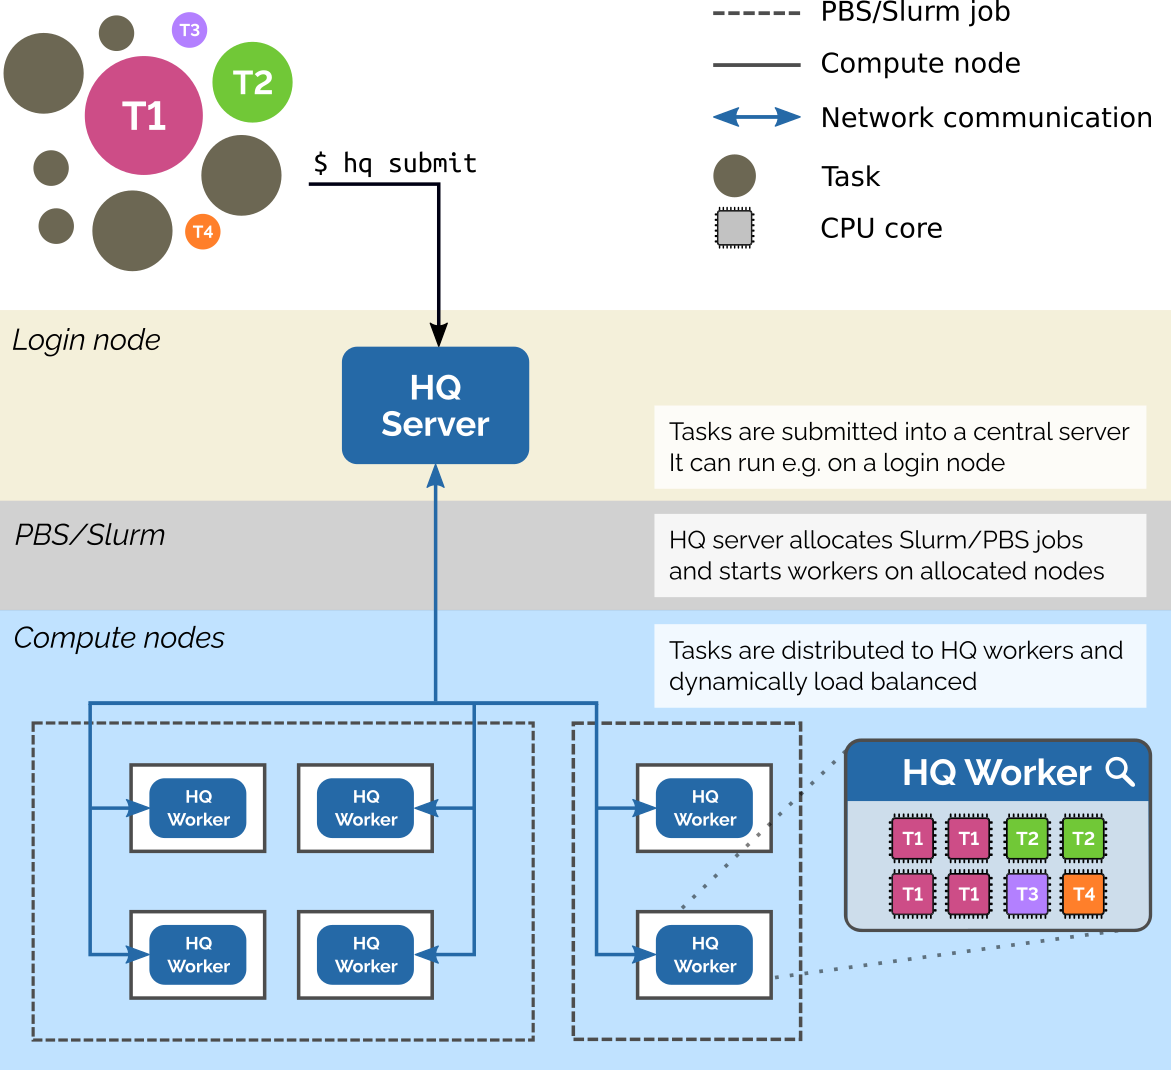 T3
T2
T1
T4
$ hq submit
PBS/Slurm job
Compute node
Network communication
Task
CPU core
Login node
HQ
Server
Tasks are submitted into a central server
It can run e.g. on a login node
PBS/Slurm
HQ server allocates Slurm/PBS jobs
and starts workers on allocated nodes
Compute nodes
Tasks are distributed to HQ workers and
dynamically load balanced
HQ
Worker
HQ
Worker
HQ
Worker
HQ
Worker
HQ
Worker
HQ
Worker
HQ Worker
T1 T1 T2 T2
T1 T1 T3 T4